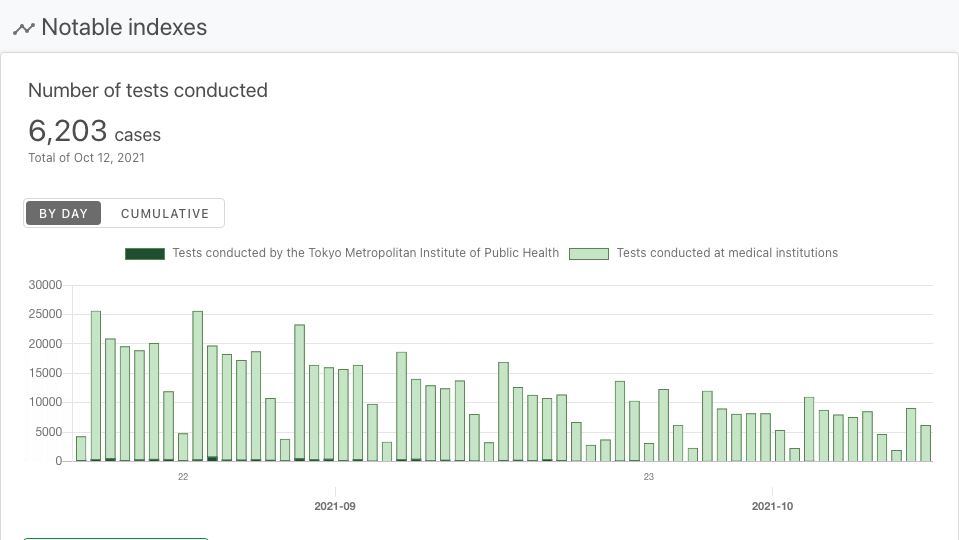 Notable indexes
Number of tests conducted
6,203 cases
Total of Oct 12, 2021
BY DAY CUMULATIVE
Tests conducted by the Tokyo Metropolitan Institute of Public Health Tests conducted at medical institutions
30000
25000
20000
15000
10000
5000
0
22 23
2021-09 2021-10